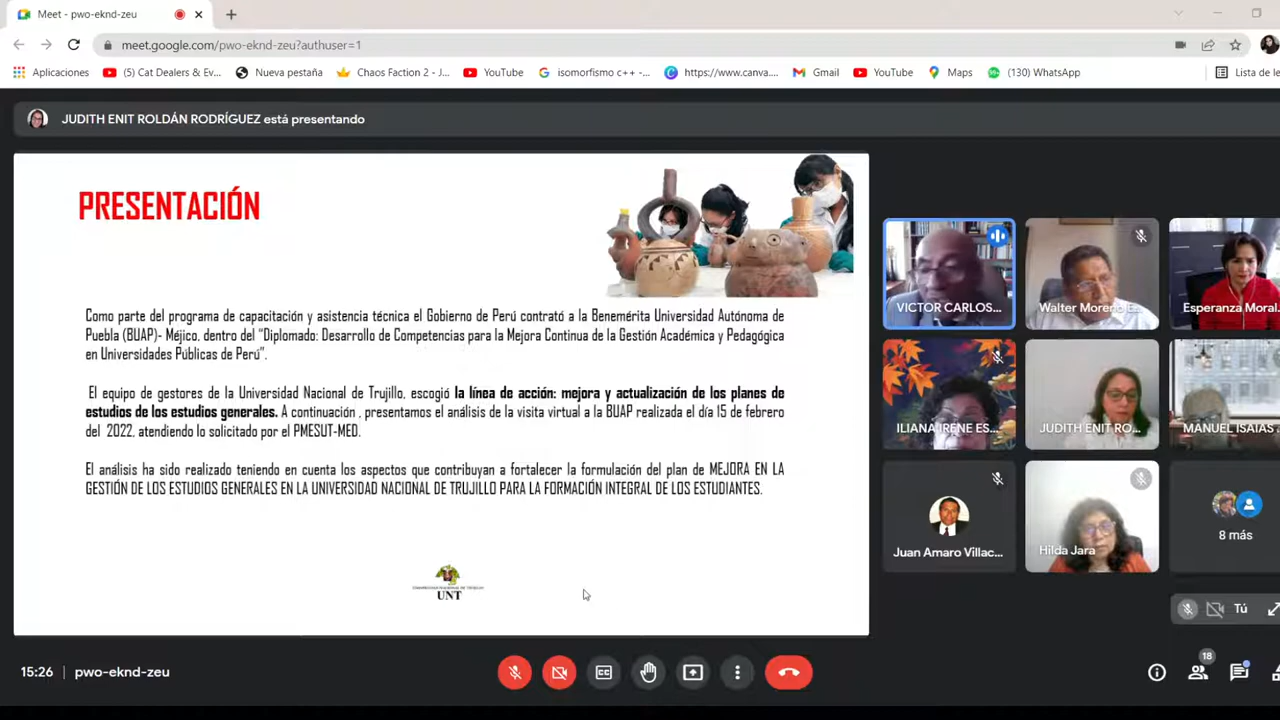 Meet - pwo-eknd-zeu
meet.google.com/pwo-eknd-zeu?authuser=1
Aplicaciones
(5) Cat Dealers & Ev...
Nueva pestaña
Chaos Faction 2 - J...
YouTube
isomorfismo c++ -...
https://www.canva....
Gmail
YouTube
Maps
(130) WhatsApp
Lista de le
JUDITH ENIT ROLDÁN RODRÍGUEZ está presentando
PRESENTACIÓN
Como parte del programa de capacitación y asistencia técnica el Gobierno de Perú contrató a la Benemérita Universidad Autónoma de
Puebla (BUAP)- Méjico, dentro del "Diplomado: Desarrollo de Competencias para la Mejora Continua de la Gestión Académica y Pedagógica
en Universidades Públicas de Perú".
El equipo de gestores de la Universidad Nacional de Trujillo, escogió la línea de acción: mejora y actualización de los planes de
estudios de los estudios generales. A continuación , presentamos el análisis de la visita virtual a la BUAP realizada el día 15 de febrero
del 2022, atendiendo lo solicitado por el PMESUT-MED.
El análisis ha sido realizado teniendo en cuenta los aspectos que contribuyan a fortalecer la formulación del plan de MEJORA EN LA
GESTIÓN DE LOS ESTUDIOS GENERALES EN LA UNIVERSIDAD NACIONAL DE TRUJILLO PARA LA FORMACIÓN INTEGRAL DE LOS ESTUDIANTES.
UNT
VICTOR CARLOS...
Walter Moreno E...
Esperanza Moral..
ILIANA IRENE ES...
JUDITH ENIT RO...
MANUEL ISAIAS
Juan Amaro Villac...
Hilda Jara
8 más
Tú
15:26 | pwo-eknd-zeu
18